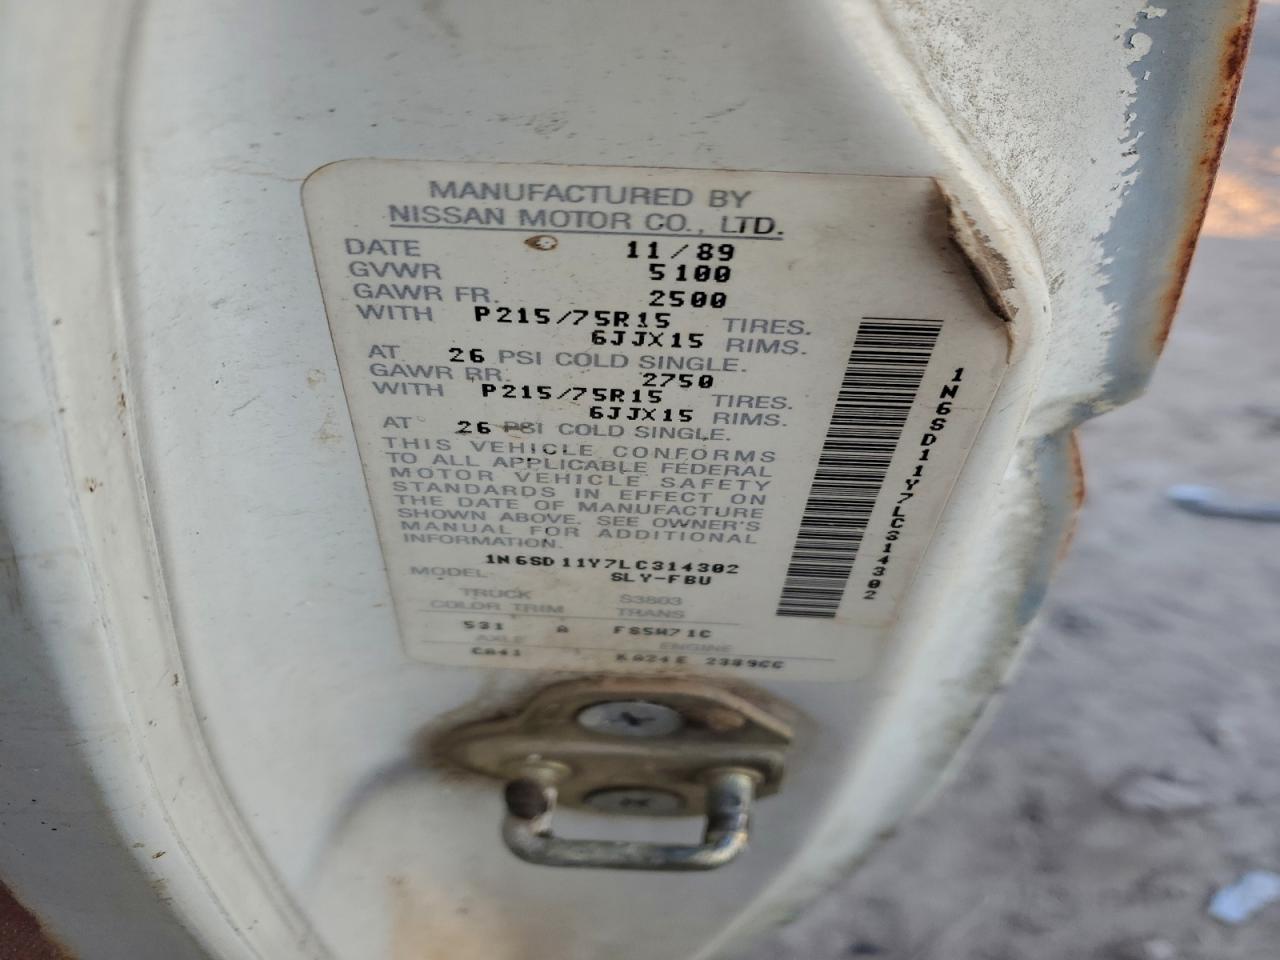 MANUFACTURED BY
NISSAN MOTOR CO., LTD.
DATE 11/89
GVWR 5100
GAWR FR. 2500
WITH P215/75R15 TIRES.
6JJX15 RIMS.
AT 26 PSI COLD SINGLE.
GAWR RR. 2750
WITH P215/75R15 TIRES.
6JJX15 RIMS.
AT 26 PSI COLD SINGLE.
THIS VEHICLE CONFORMS
TO ALL APPLICABLE FEDERAL
MOTOR VEHICLE SAFETY
STANDARDS IN EFFECT ON
THE DATE OF MANUFACTURE
SHOWN ABOVE. SEE OWNER'S
MANUAL FOR ADDITIONAL
INFORMATION.
1N6SD11Y7LC314302
MODEL SLY-FBU
TRUCK S3803
COLOR TRIM TRANS
531 A FS5W71C
AXLE ENGINE
CA41 KA24E 2389CC
1N6SD11Y7LC314302